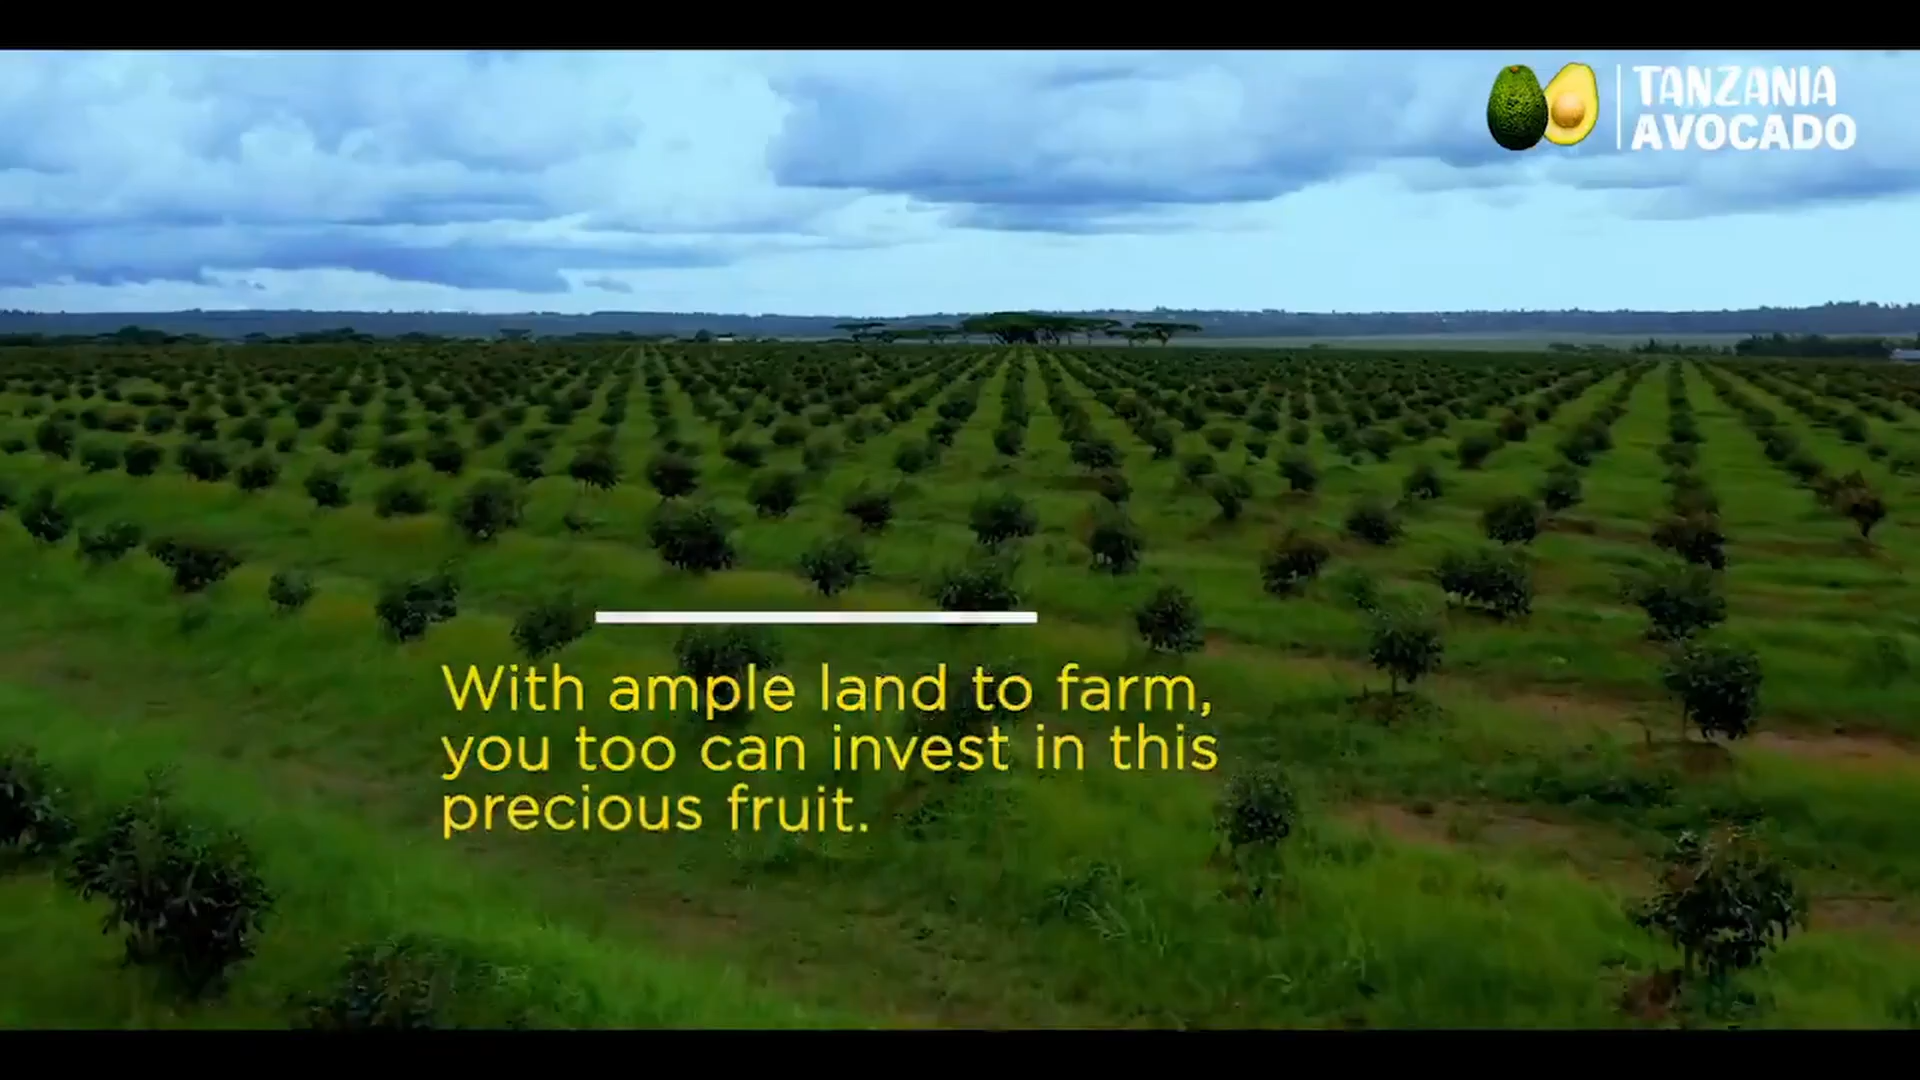 TANZANIA
AVOCADO
With ample land to farm,
you too can invest in this
precious fruit.